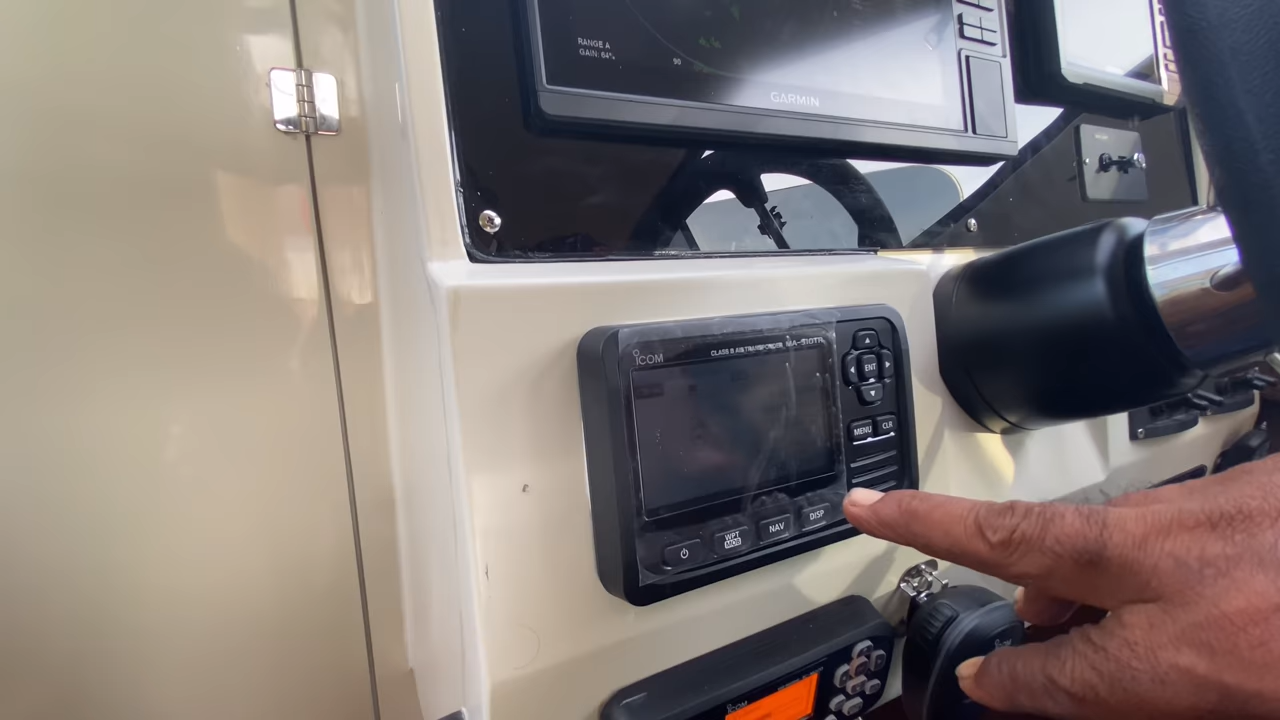 RANGE A
GAIN: 64%
90
GARMIN
ICOM
CLASS B AIS TRANSPONDER MA-510TR
ENT
MENU
CLR
WPT
MOB
NAV
DISP
ICOM